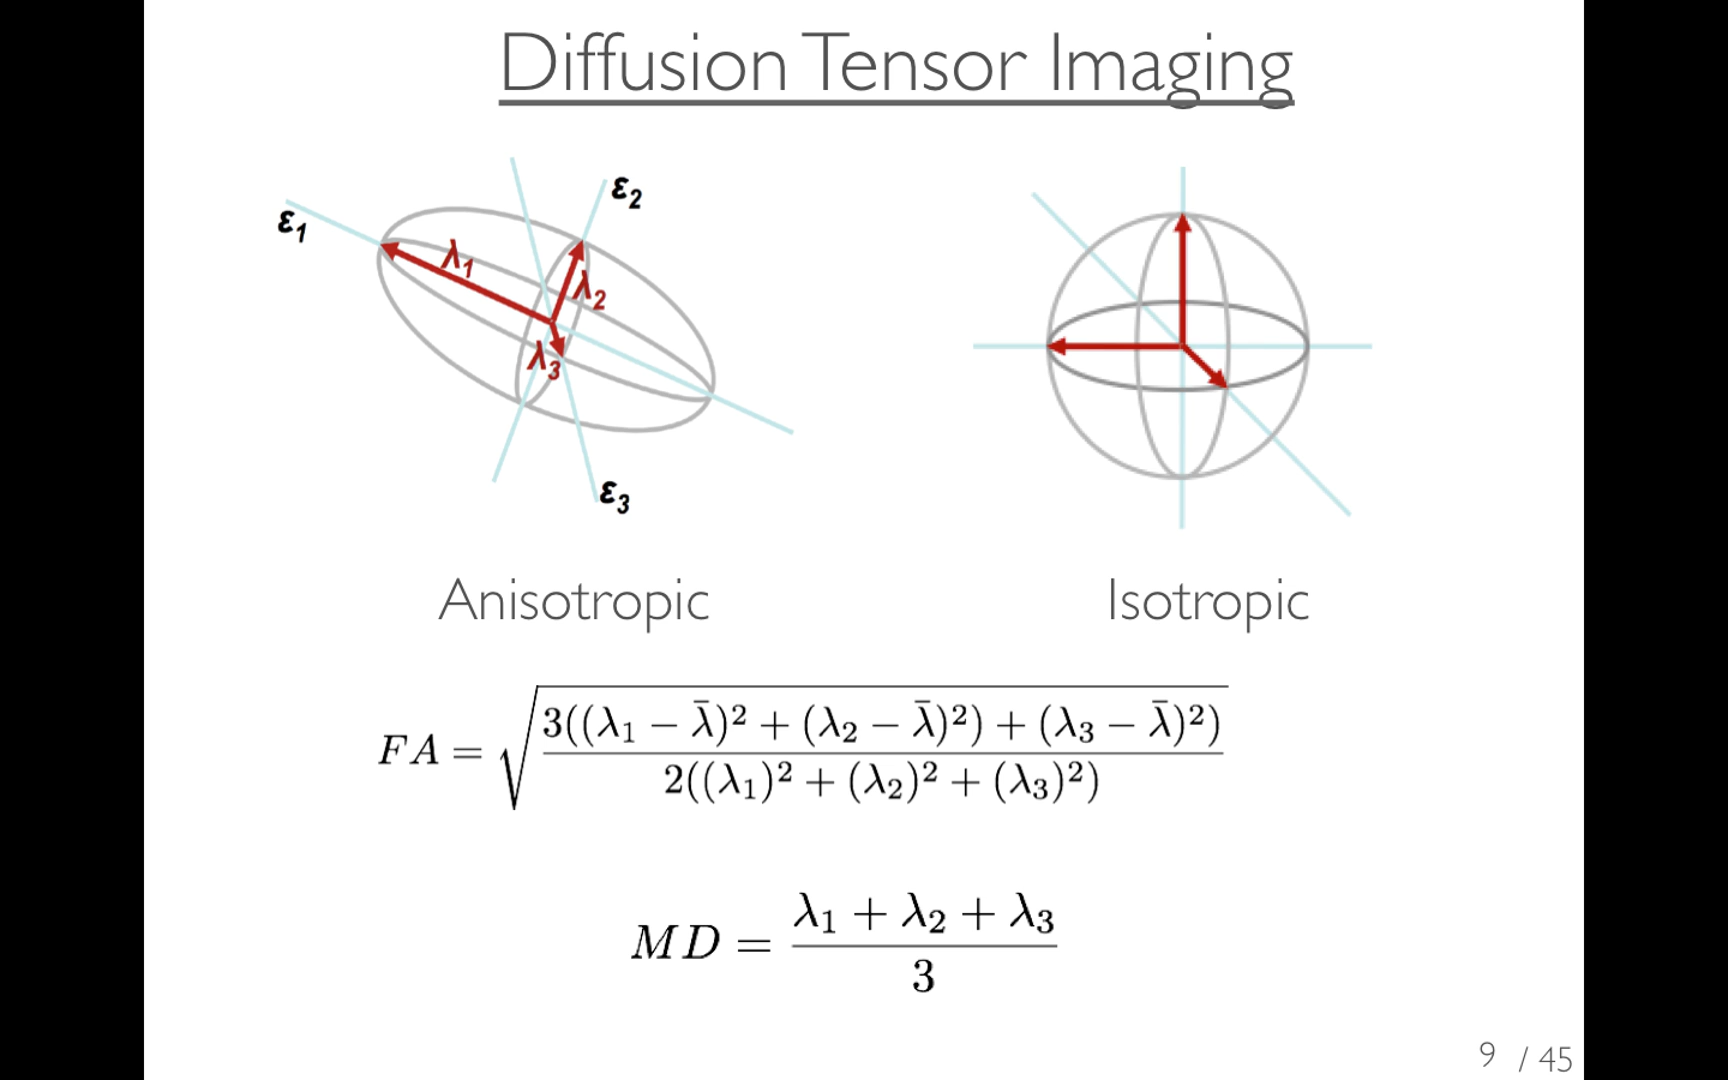 Diffusion Tensor Imaging
ε1
λ1
ε2
λ2
λ3
ε3
Anisotropic
Isotropic
FA = √(3((λ1 − λ̄)² + (λ2 − λ̄)²) + (λ3 − λ̄)²) / 2((λ1)² + (λ2)² + (λ3)²)
MD = λ1 + λ2 + λ3 / 3
9 / 45